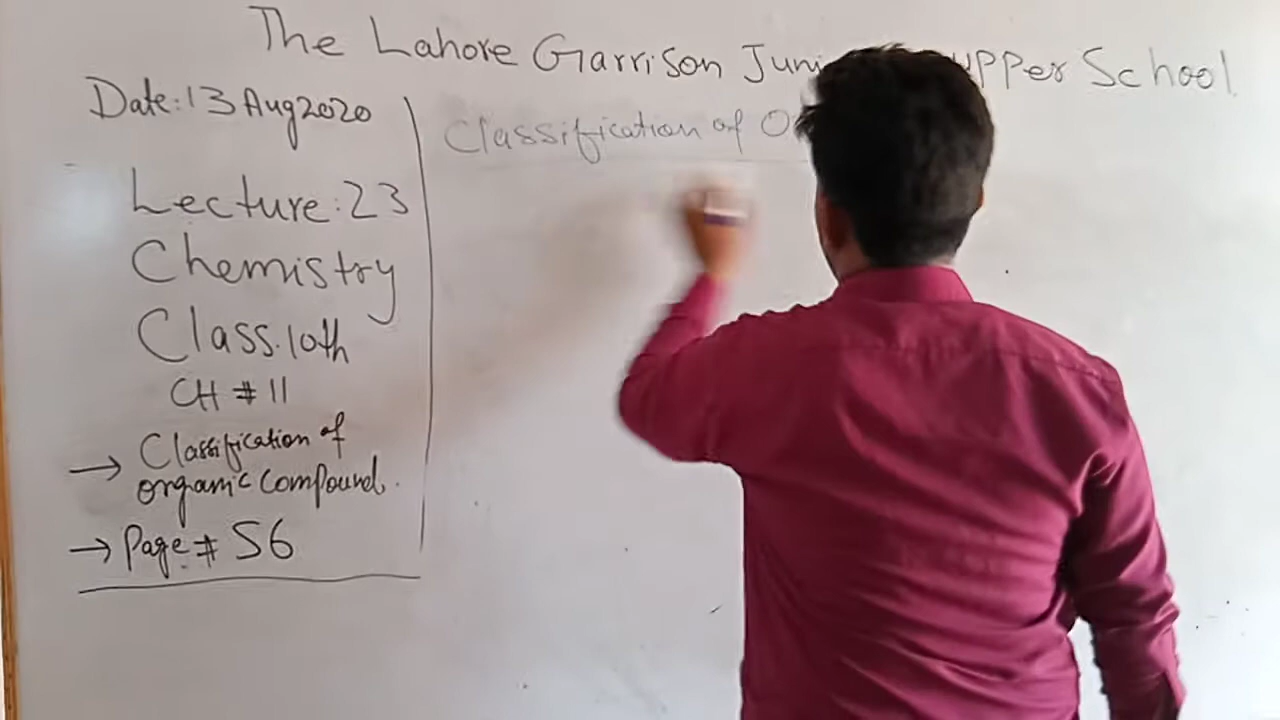 The Lahore Garrison Juni upper School
Date: 13 Aug 2020
Classification of O
Lecture: 23
Chemistry
Class. 10th
CH # 11
→ Classification of
organic Compound.
→ Page # 56